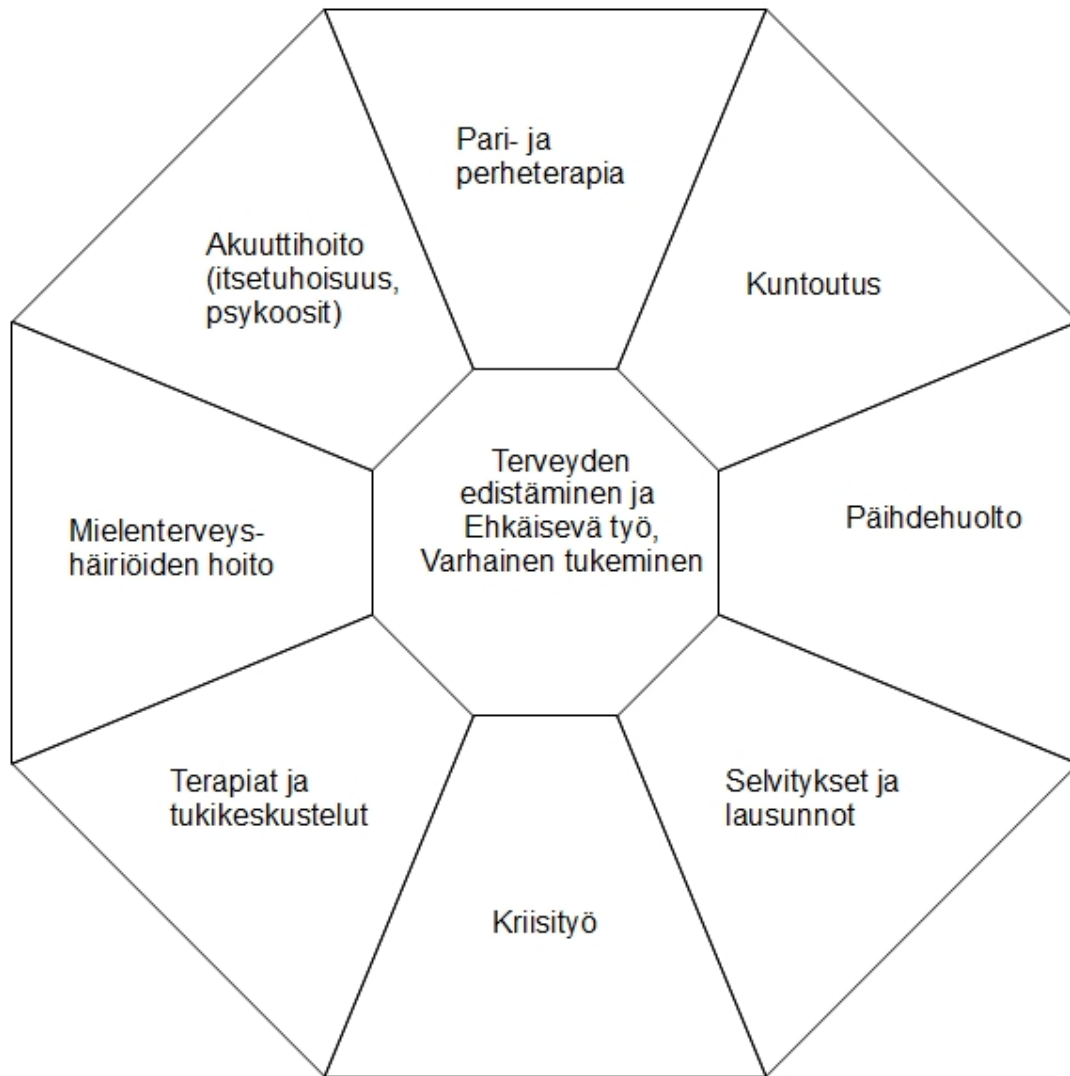 Pari- ja
perheterapia
Akuuttihoito
(itsetuhoisuus,
psykoosit)
Kuntoutus
Terveyden
edistäminen ja
Ehkäisevä työ,
Varhainen tukeminen
Mielenterveys-
häiriöiden hoito
Päihdehuolto
Terapiat ja
tukikeskustelut
Selvitykset ja
lausunnot
Kriisityö